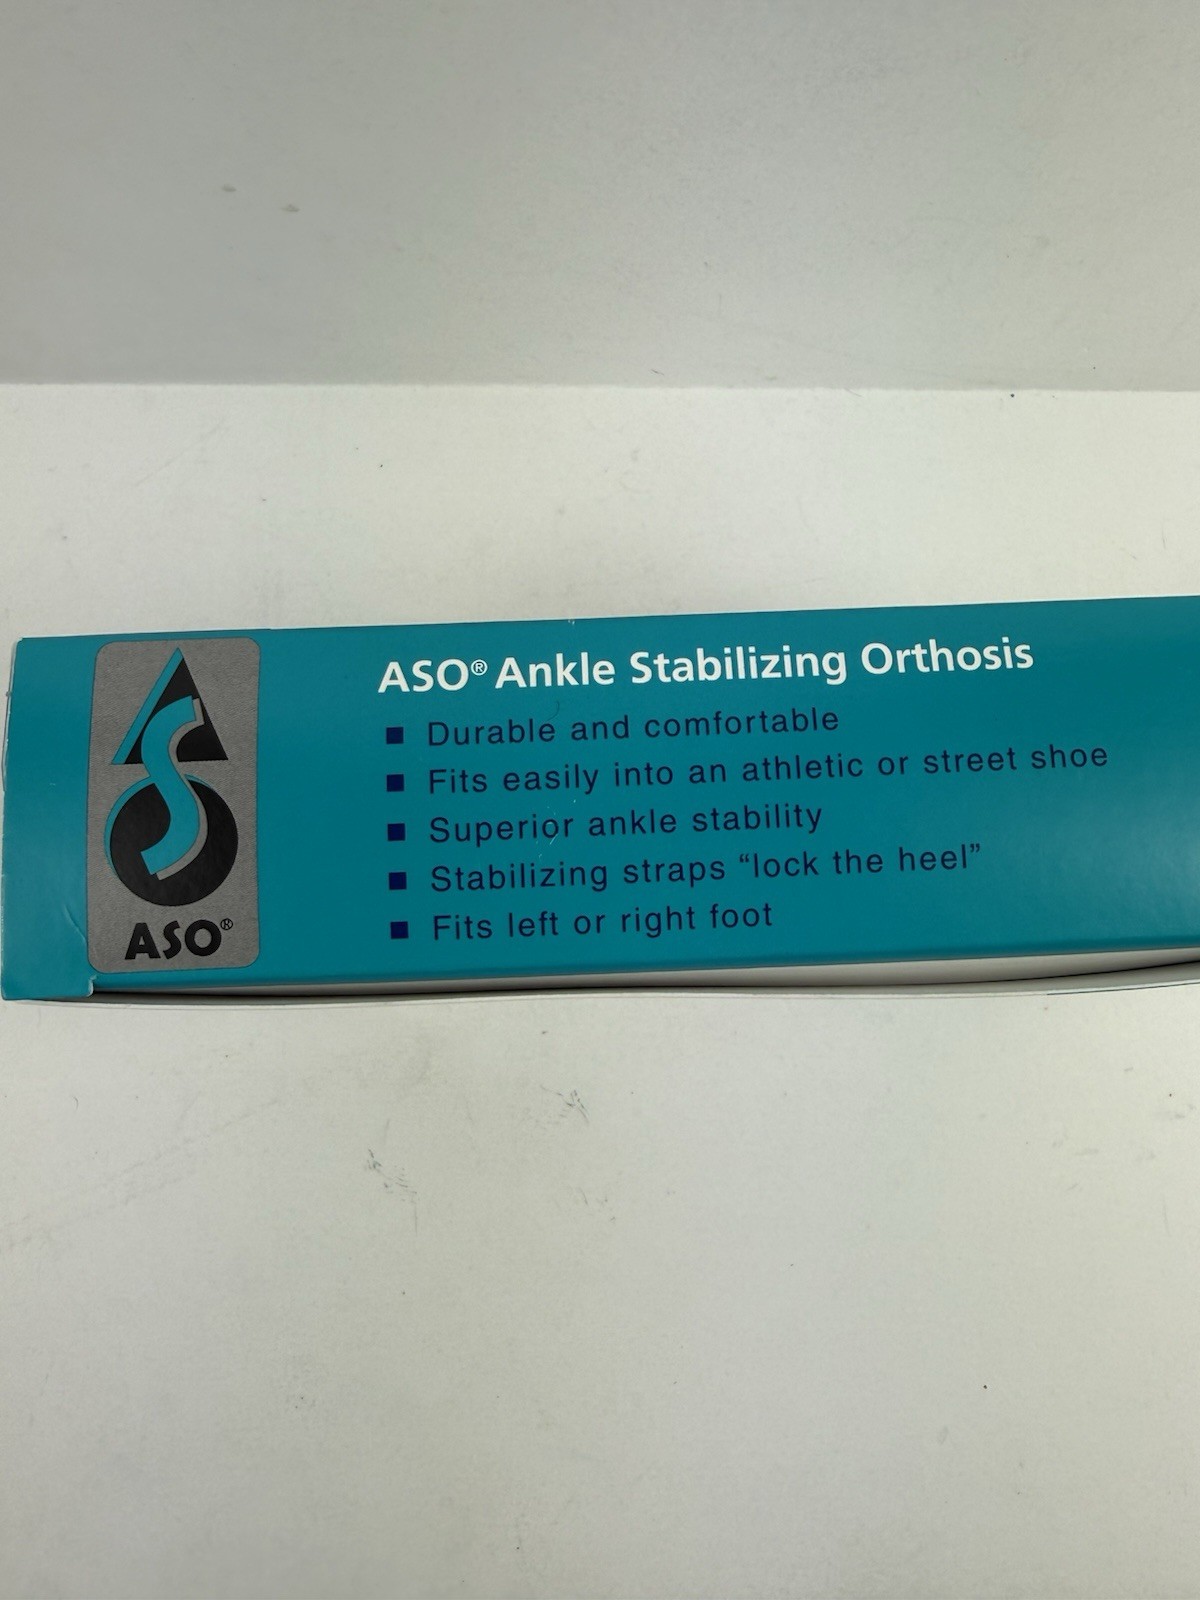 ASO® Ankle Stabilizing Orthosis
■ Durable and comfortable
■ Fits easily into an athletic or street shoe
■ Superior ankle stability
■ Stabilizing straps “lock the heel”
■ Fits left or right foot
ASO®